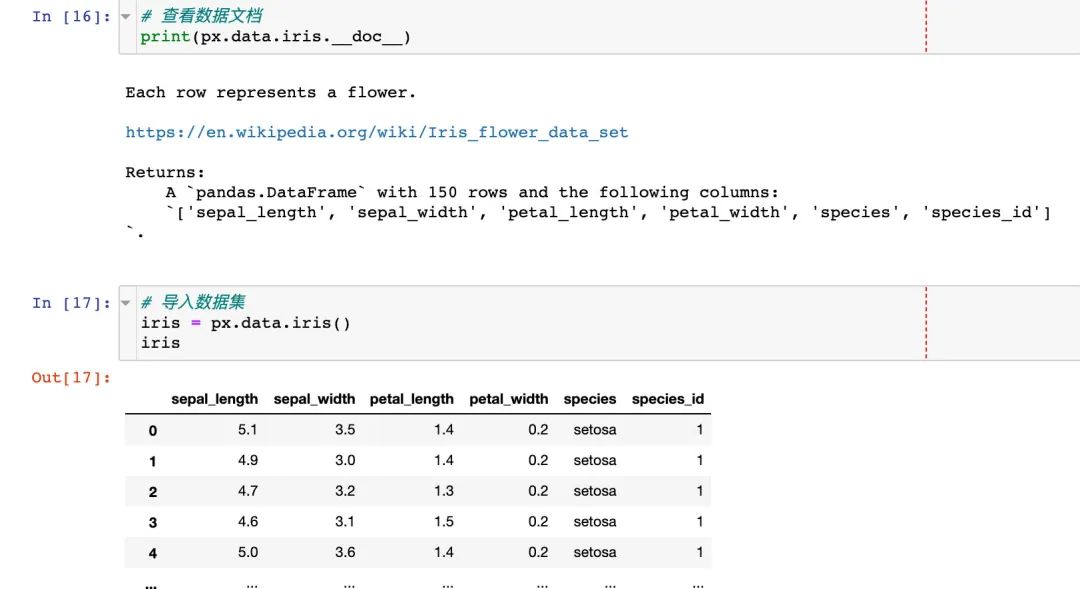 In [16]: # 查看数据文档
print(px.data.iris.__doc__)
Each row represents a flower.
https://en.wikipedia.org/wiki/Iris_flower_data_set
Returns:
A `pandas.DataFrame` with 150 rows and the following columns:
`['sepal_length', 'sepal_width', 'petal_length', 'petal_width', 'species', 'species_id']
`.
In [17]: # 导入数据集
iris = px.data.iris()
iris
Out[17]:
sepal_length sepal_width petal_length petal_width species species_id
0 5.1 3.5 1.4 0.2 setosa 1
1 4.9 3.0 1.4 0.2 setosa 1
2 4.7 3.2 1.3 0.2 setosa 1
3 4.6 3.1 1.5 0.2 setosa 1
4 5.0 3.6 1.4 0.2 setosa 1
... ... ... ... ... ... ...